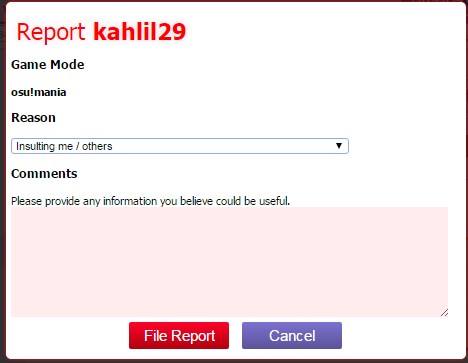 Report kahlil29
Game Mode
osu!mania
Reason
Insulting me / others
Comments
Please provide any information you believe could be useful.
File Report
Cancel